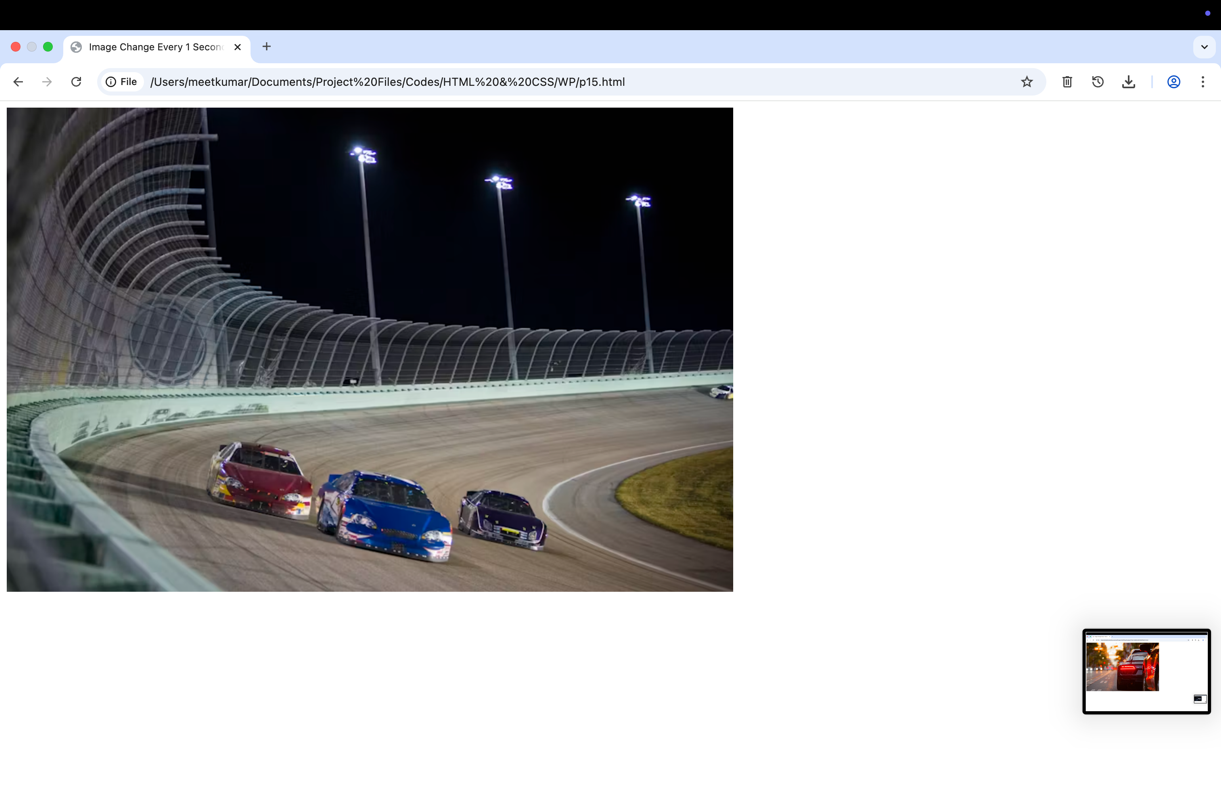 Image Change Every 1 Secon
File
/Users/meetkumar/Documents/Project%20Files/Codes/HTML%20&%20CSS/WP/p15.html